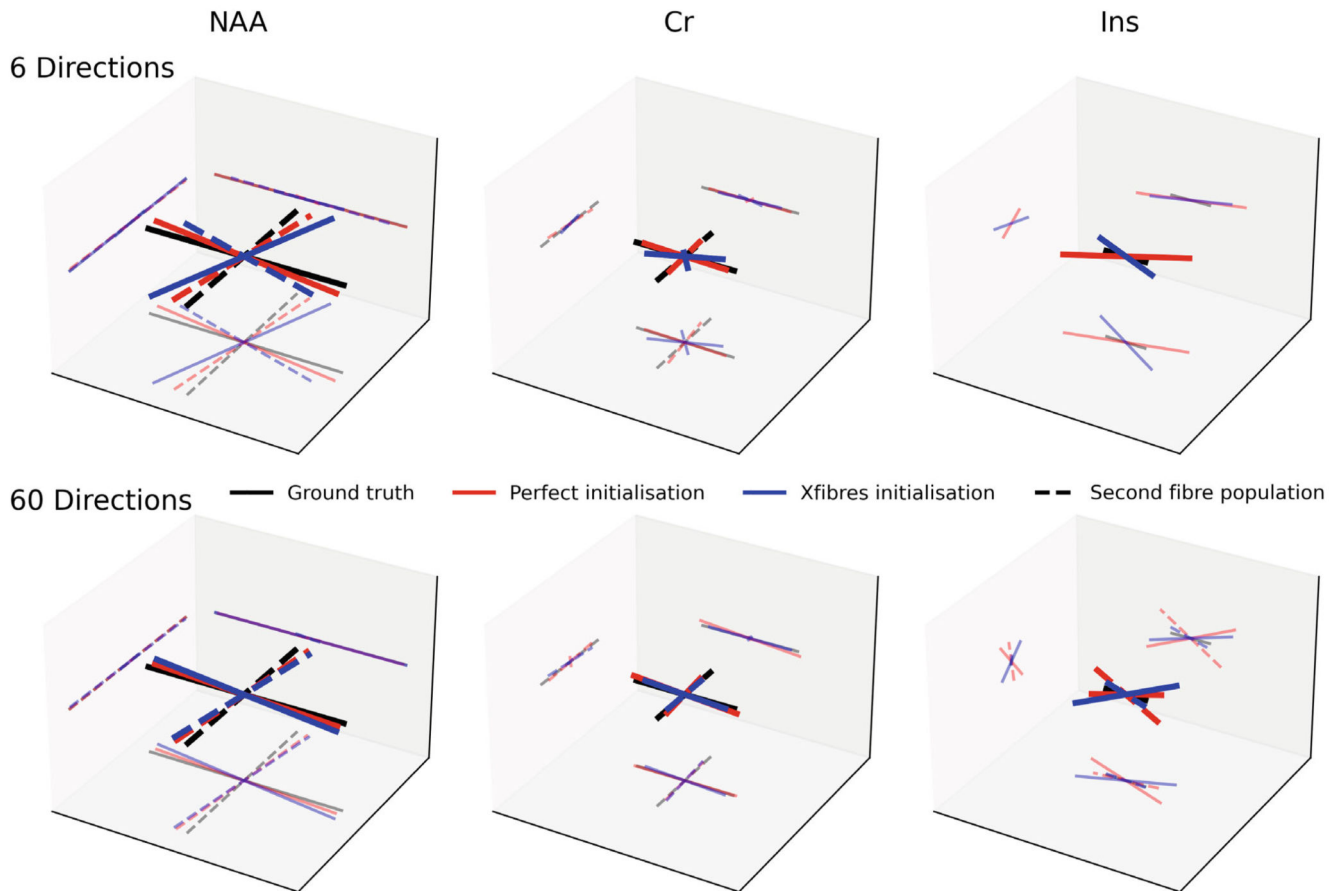 NAA Cr Ins
6 Directions
60 Directions Ground truth Perfect initialisation Xfibres initialisation Second fibre population